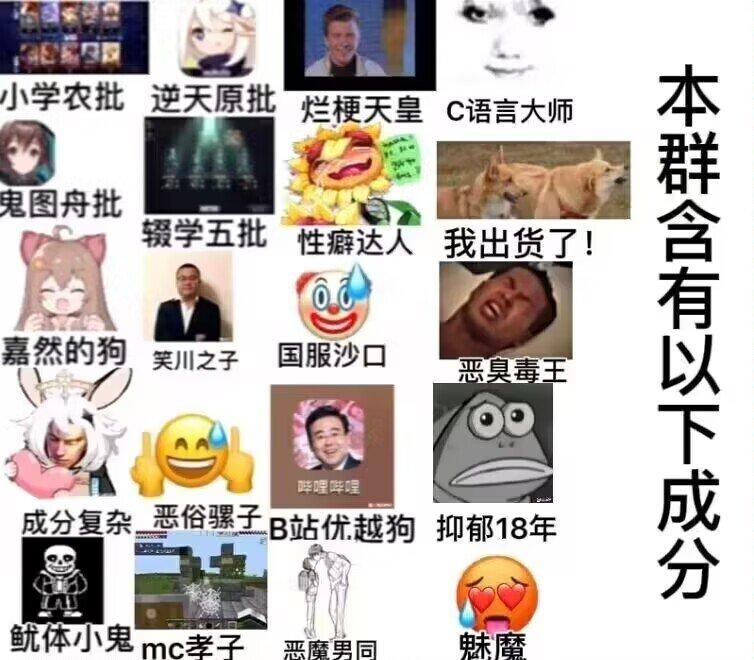 小学农批
逆天原批
烂梗天皇
C语言大师
鬼图舟批
辍学五批
性癖达人
我出货了！
嘉然的狗
笑川之子
国服沙口
恶臭毒王
成分复杂
恶俗骡子
哔哩哔哩
B站优越狗
抑郁18年
鱿体小鬼
mc孝子
恶魔男同
魅魔
本群含有以下成分